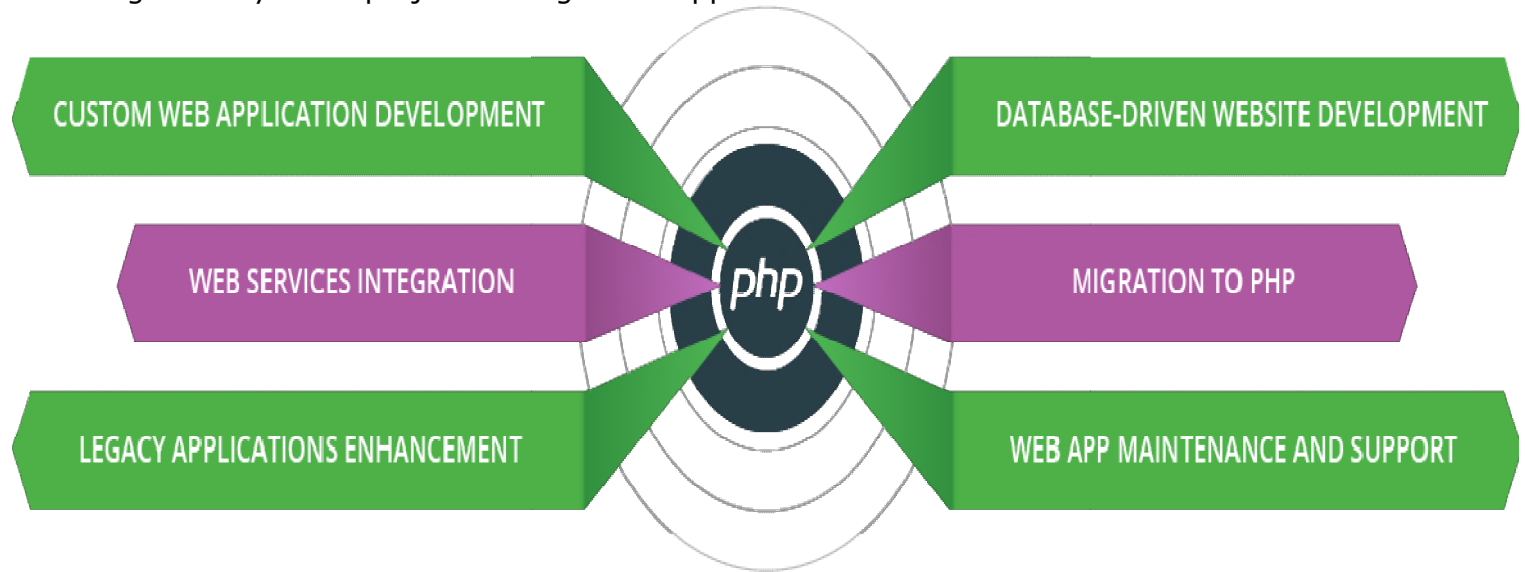 CUSTOM WEB APPLICATION DEVELOPMENT
DATABASE-DRIVEN WEBSITE DEVELOPMENT
WEB SERVICES INTEGRATION
php
MIGRATION TO PHP
LEGACY APPLICATIONS ENHANCEMENT
WEB APP MAINTENANCE AND SUPPORT